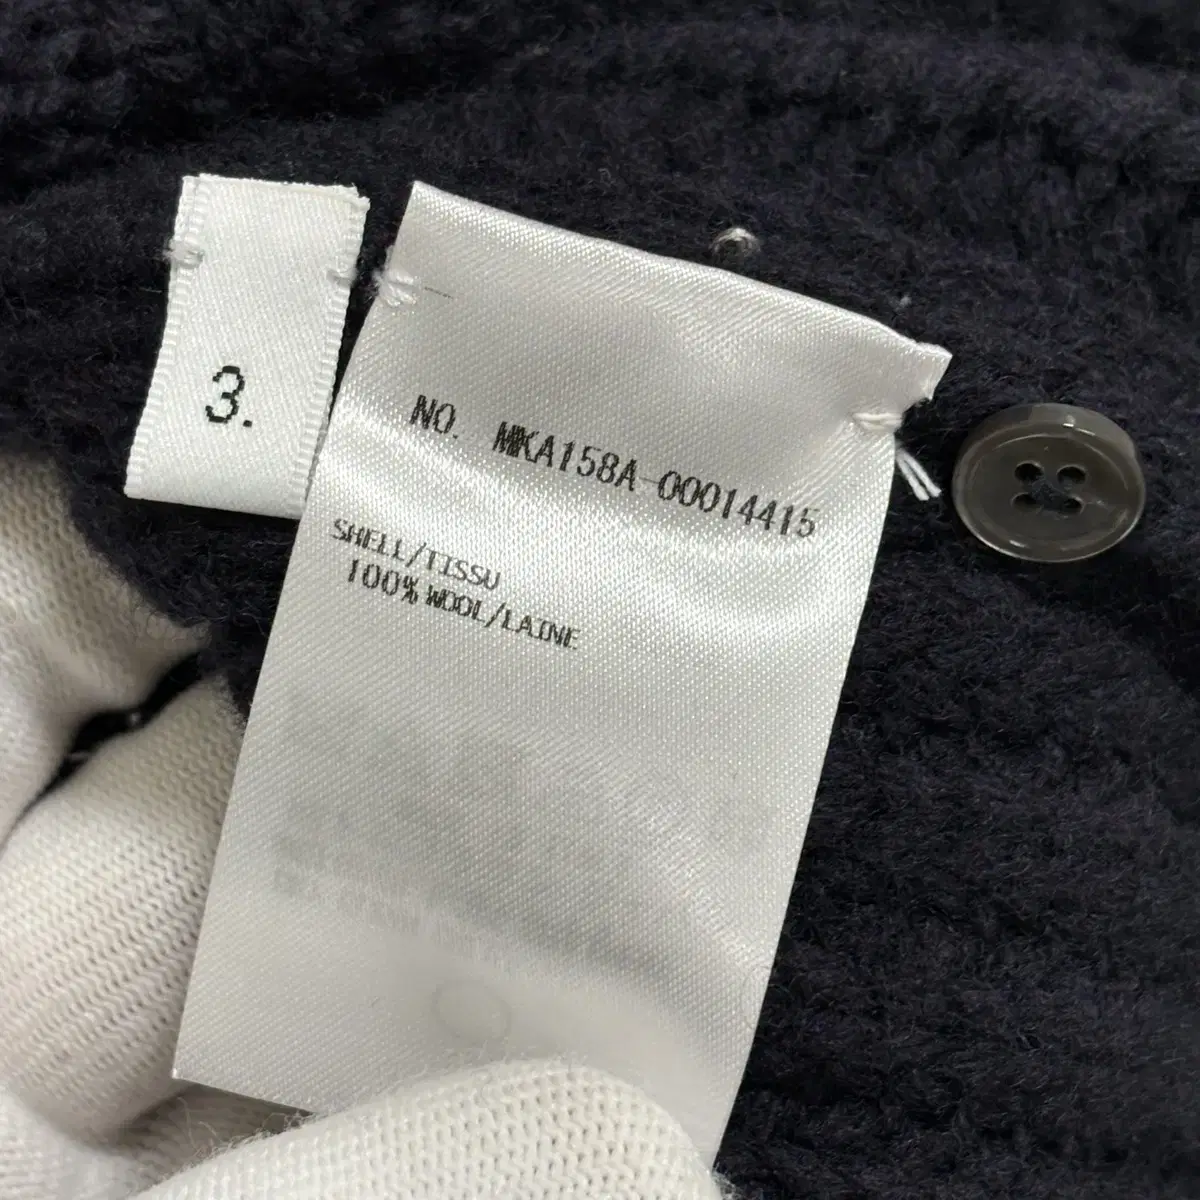 3.
NO. MKA158A-00014415
SHELL/TISSU
100% WOOL/LAINE